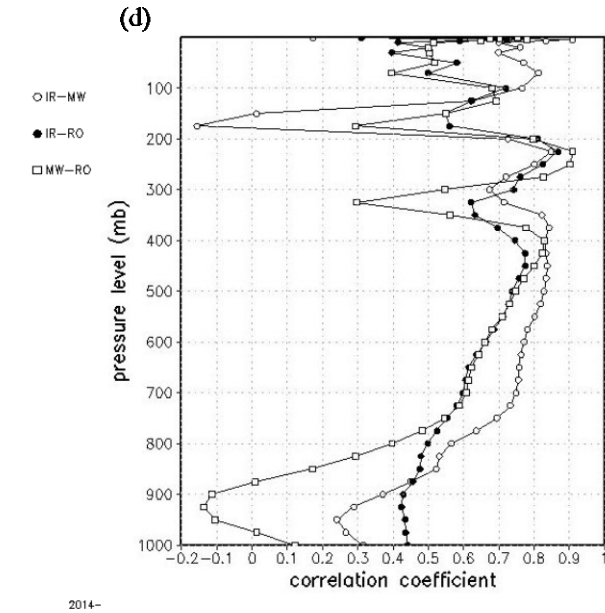 (d)
IR-MW
IR-RO
MW-RO
pressure level (mb)
100
200
300
400
500
600
700
800
900
1000
-0.2 -0.1 0 0.1 0.2 0.3 0.4 0.5 0.6 0.7 0.8 0.9 1
correlation coefficient
2014-